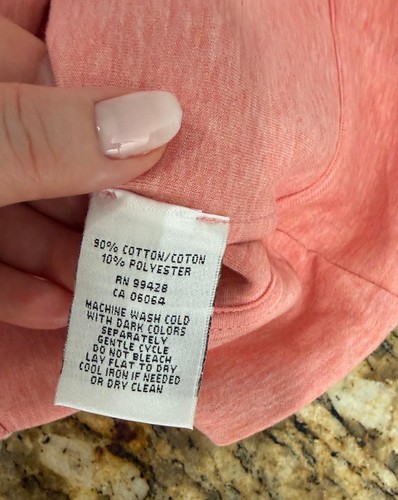 90% COTTON/COTON
10% POLYESTER
RN 99428
CA 06064
MACHINE WASH COLD
WITH DARK COLORS
SEPARATELY
GENTLE CYCLE
DO NOT BLEACH
LAY FLAT TO DRY
COOL IRON IF NEEDED
OR DRY CLEAN